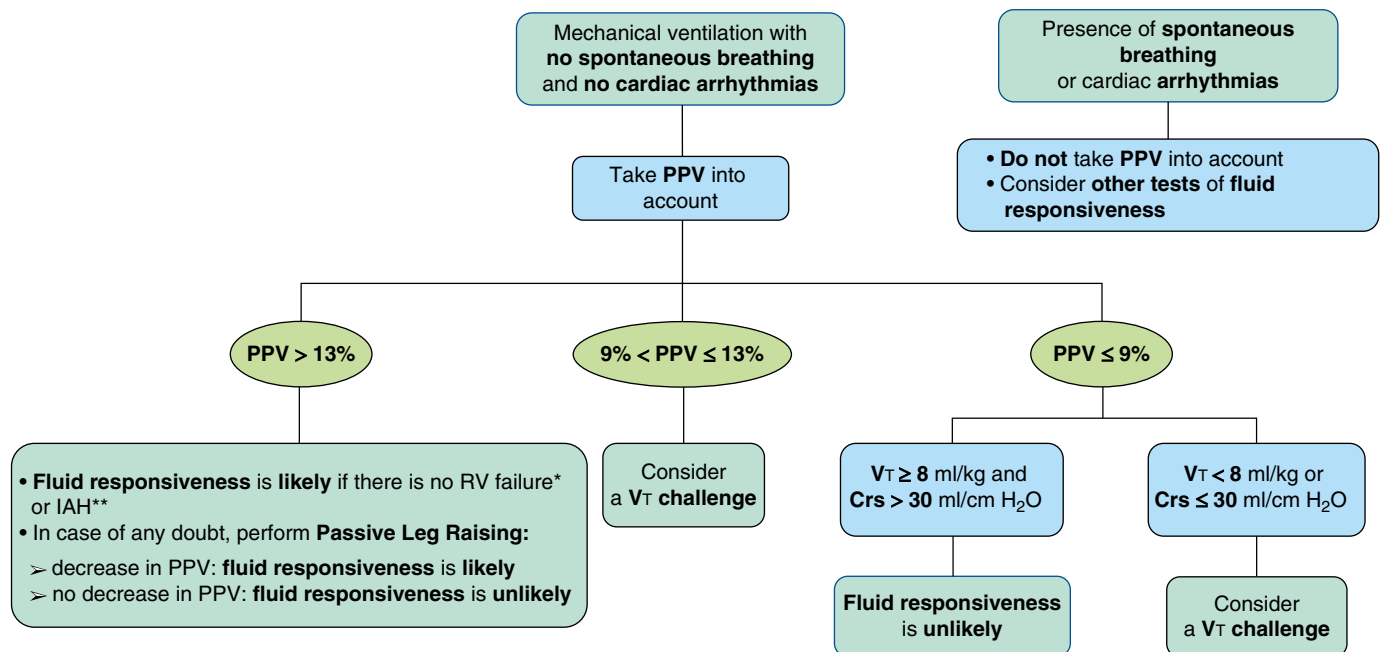 Mechanical ventilation with
no spontaneous breathing
and no cardiac arrhythmias
Presence of spontaneous
breathing
or cardiac arrhythmias
Take PPV into
account
• Do not take PPV into account
• Consider other tests of fluid
responsiveness
PPV > 13%
9% < PPV ≤ 13%
PPV ≤ 9%
• Fluid responsiveness is likely if there is no RV failure*
or IAH**
• In case of any doubt, perform Passive Leg Raising:
➢ decrease in PPV: fluid responsiveness is likely
➢ no decrease in PPV: fluid responsiveness is unlikely
Consider
a VT challenge
VT ≥ 8 ml/kg and
Crs > 30 ml/cm H₂O
VT < 8 ml/kg or
Crs ≤ 30 ml/cm H₂O
Fluid responsiveness
is unlikely
Consider
a VT challenge